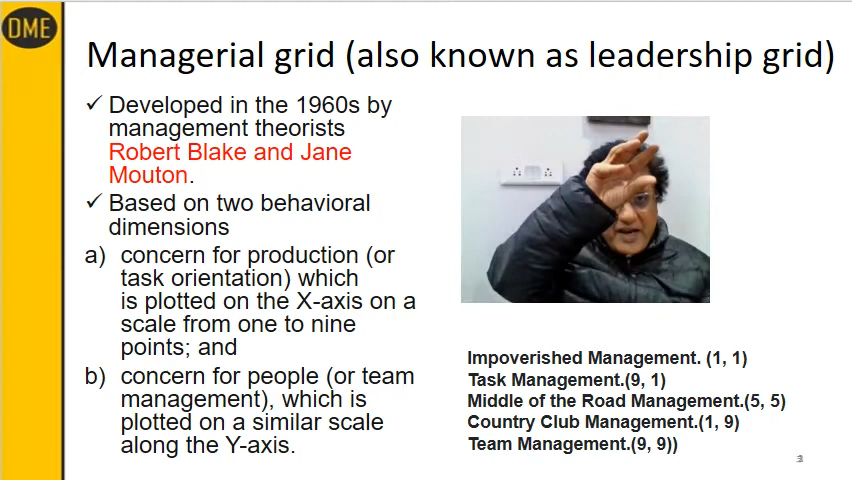 DME
Managerial grid (also known as leadership grid)
✓ Developed in the 1960s by
management theorists
Robert Blake and Jane
Mouton.
✓ Based on two behavioral
dimensions
a) concern for production (or
task orientation) which
is plotted on the X-axis on a
scale from one to nine
points; and
b) concern for people (or team
management), which is
plotted on a similar scale
along the Y-axis.
Impoverished Management. (1, 1)
Task Management.(9, 1)
Middle of the Road Management.(5, 5)
Country Club Management.(1, 9)
Team Management.(9, 9))
3